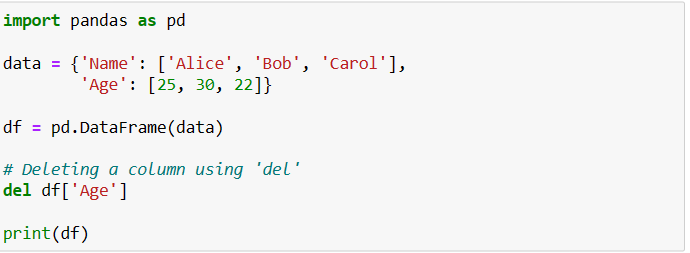 import pandas as pd
data = {'Name': ['Alice', 'Bob', 'Carol'],
        'Age': [25, 30, 22]}
df = pd.DataFrame(data)
# Deleting a column using 'del'
del df['Age']
print(df)